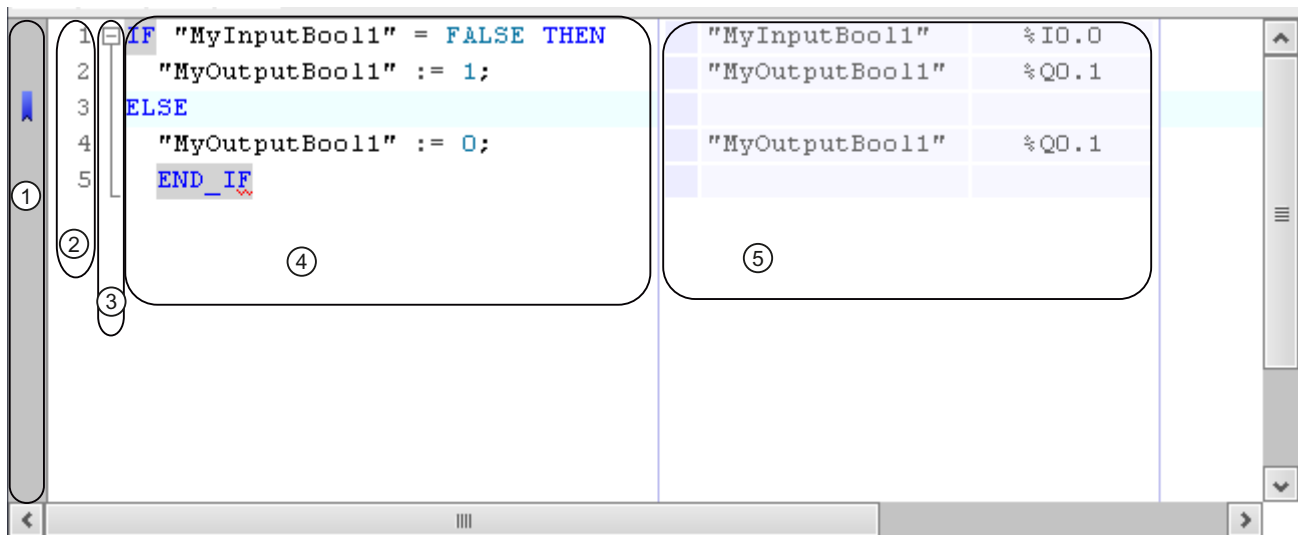 1 IF "MyInputBool1" = FALSE THEN "MyInputBool1" %I0.0
2 "MyOutputBool1" := 1; "MyOutputBool1" %Q0.1
3 ELSE
4 "MyOutputBool1" := 0; "MyOutputBool1" %Q0.1
5 END_IF
1
2
3
4
5